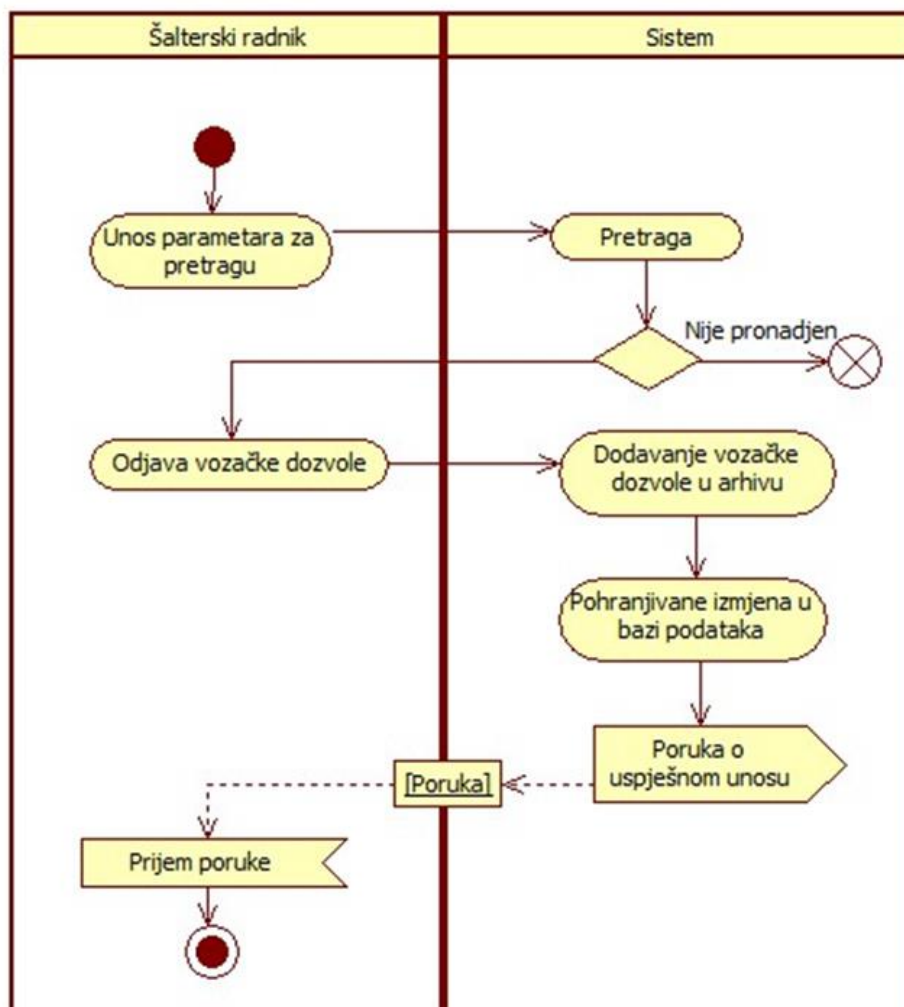 Šalterski radnik
Sistem
Unos parametara za
pretragu
Pretraga
Nije pronadjen
Odjava vozačke dozvole
Dodavanje vozačke
dozvole u arhivu
Pohranjivane izmjena u
bazi podataka
Poruka o
uspješnom unosu
[Poruka]
Prijem poruke